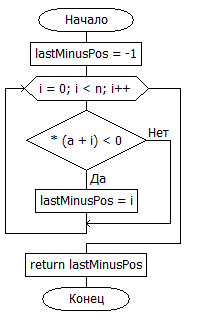 Начало
lastMinusPos = -1
i = 0; i < n; i++
* (a + i) < 0
Нет
Да
lastMinusPos = i
return lastMinusPos
Конец